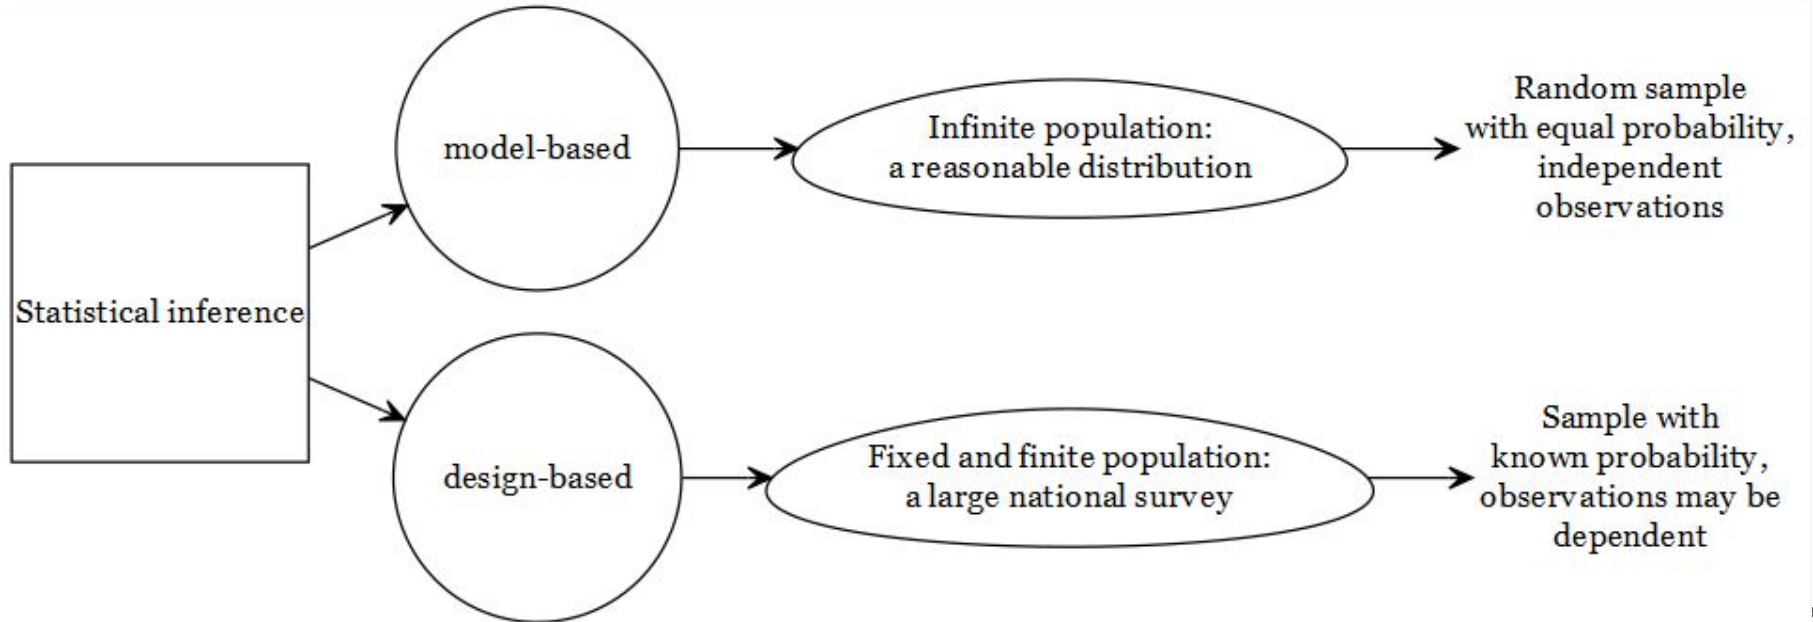 Statistical inference
model-based
Infinite population:
a reasonable distribution
Random sample
with equal probability,
independent
observations
design-based
Fixed and finite population:
a large national survey
Sample with
known probability,
observations may be
dependent